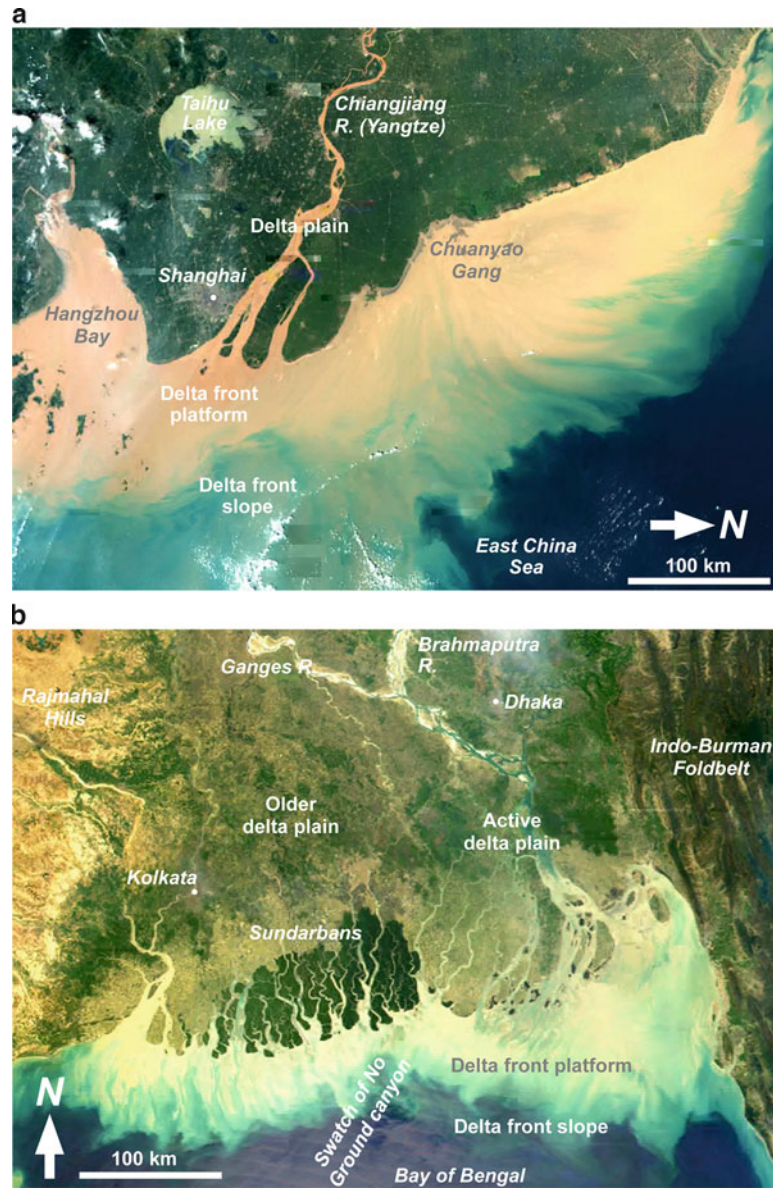 a
Taihu
Lake
Chiangjiang
R. (Yangtze)
Delta plain
Chuanyao
Gang
Shanghai
Hangzhou
Bay
Delta front
platform
Delta front
slope
N
East China
Sea
100 km
b
Brahmaputra
R.
Ganges R.
Dhaka
Rajmahal
Hills
Indo-Burman
Foldbelt
Older
delta plain
Active
delta plain
Kolkata
Sundarbans
Delta front platform
Swatch of No
Ground canyon
N
Delta front slope
100 km
Bay of Bengal